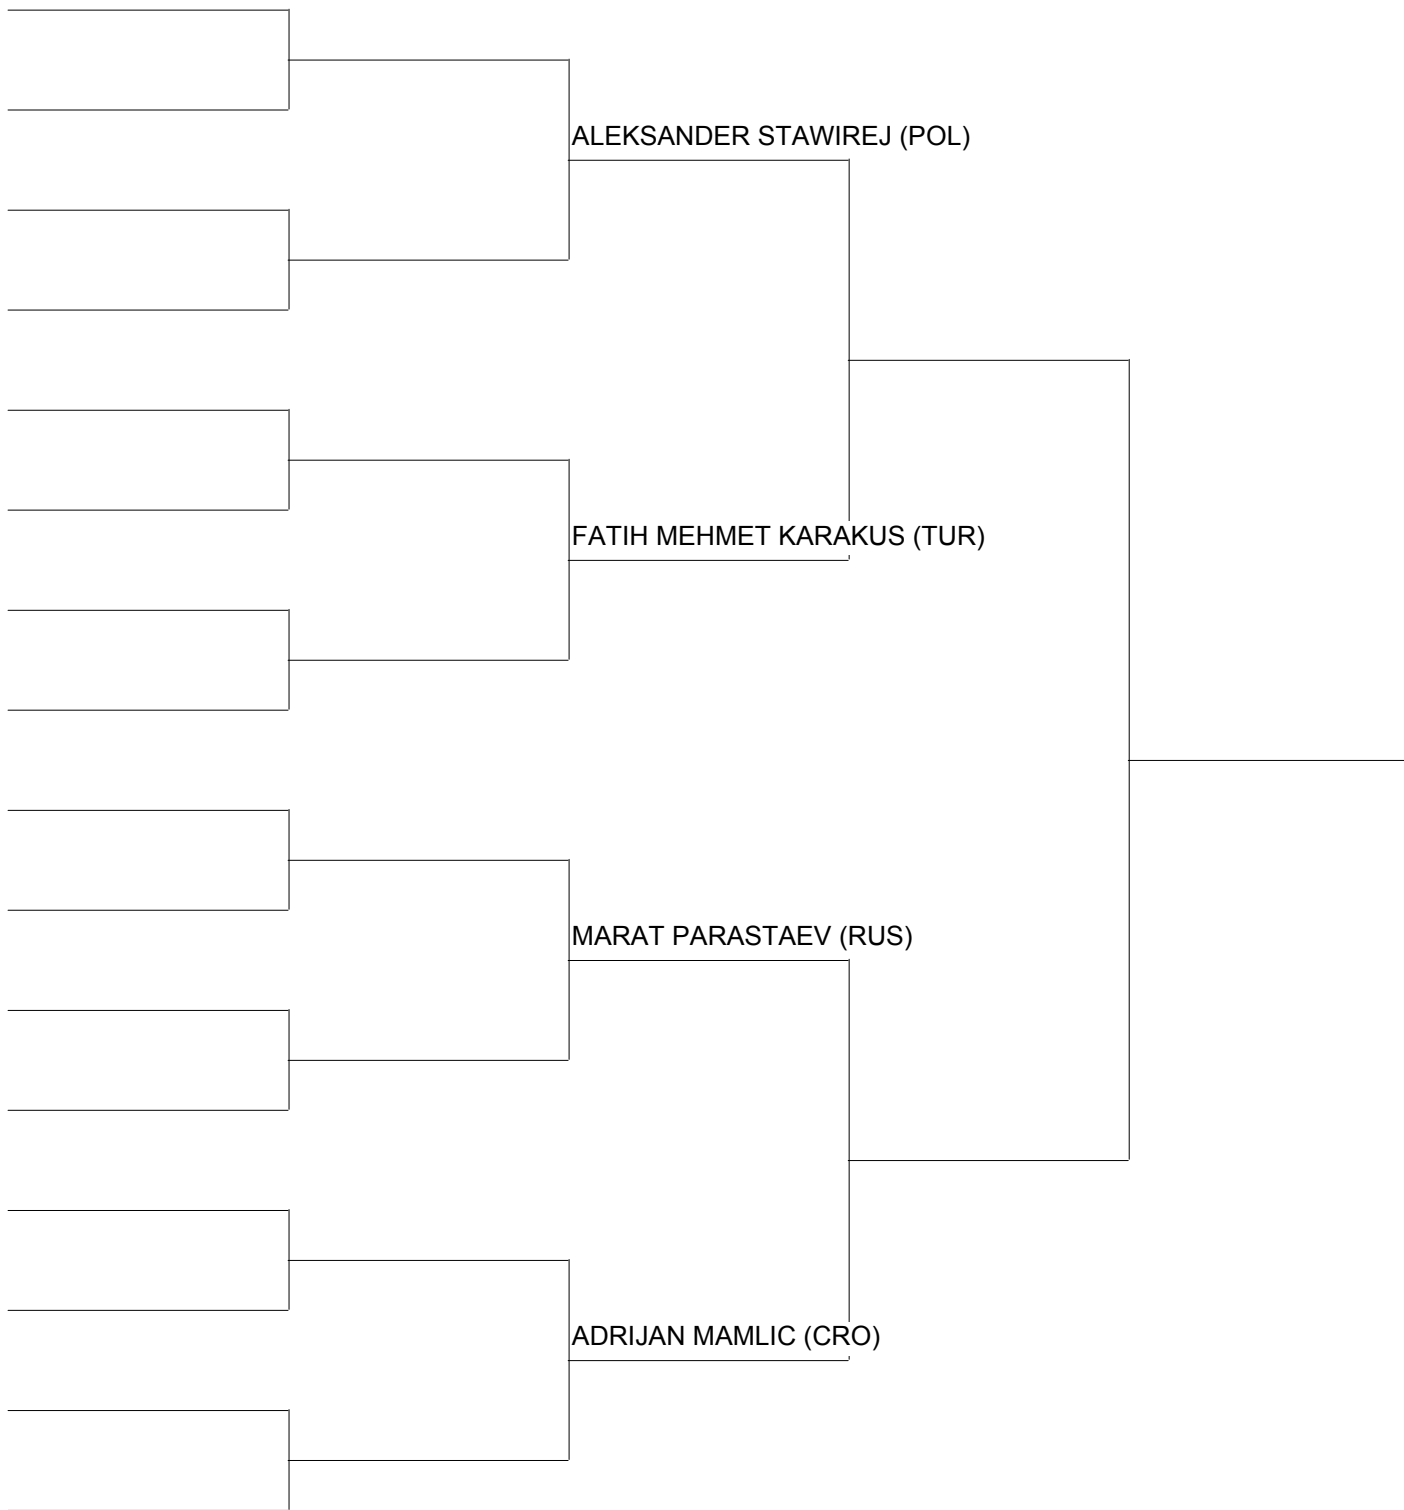 ALEKSANDER STAWIREJ (POL)
FATIH MEHMET KARAKUS (TUR)
MARAT PARASTAEV (RUS)
ADRIJAN MAMLIC (CRO)